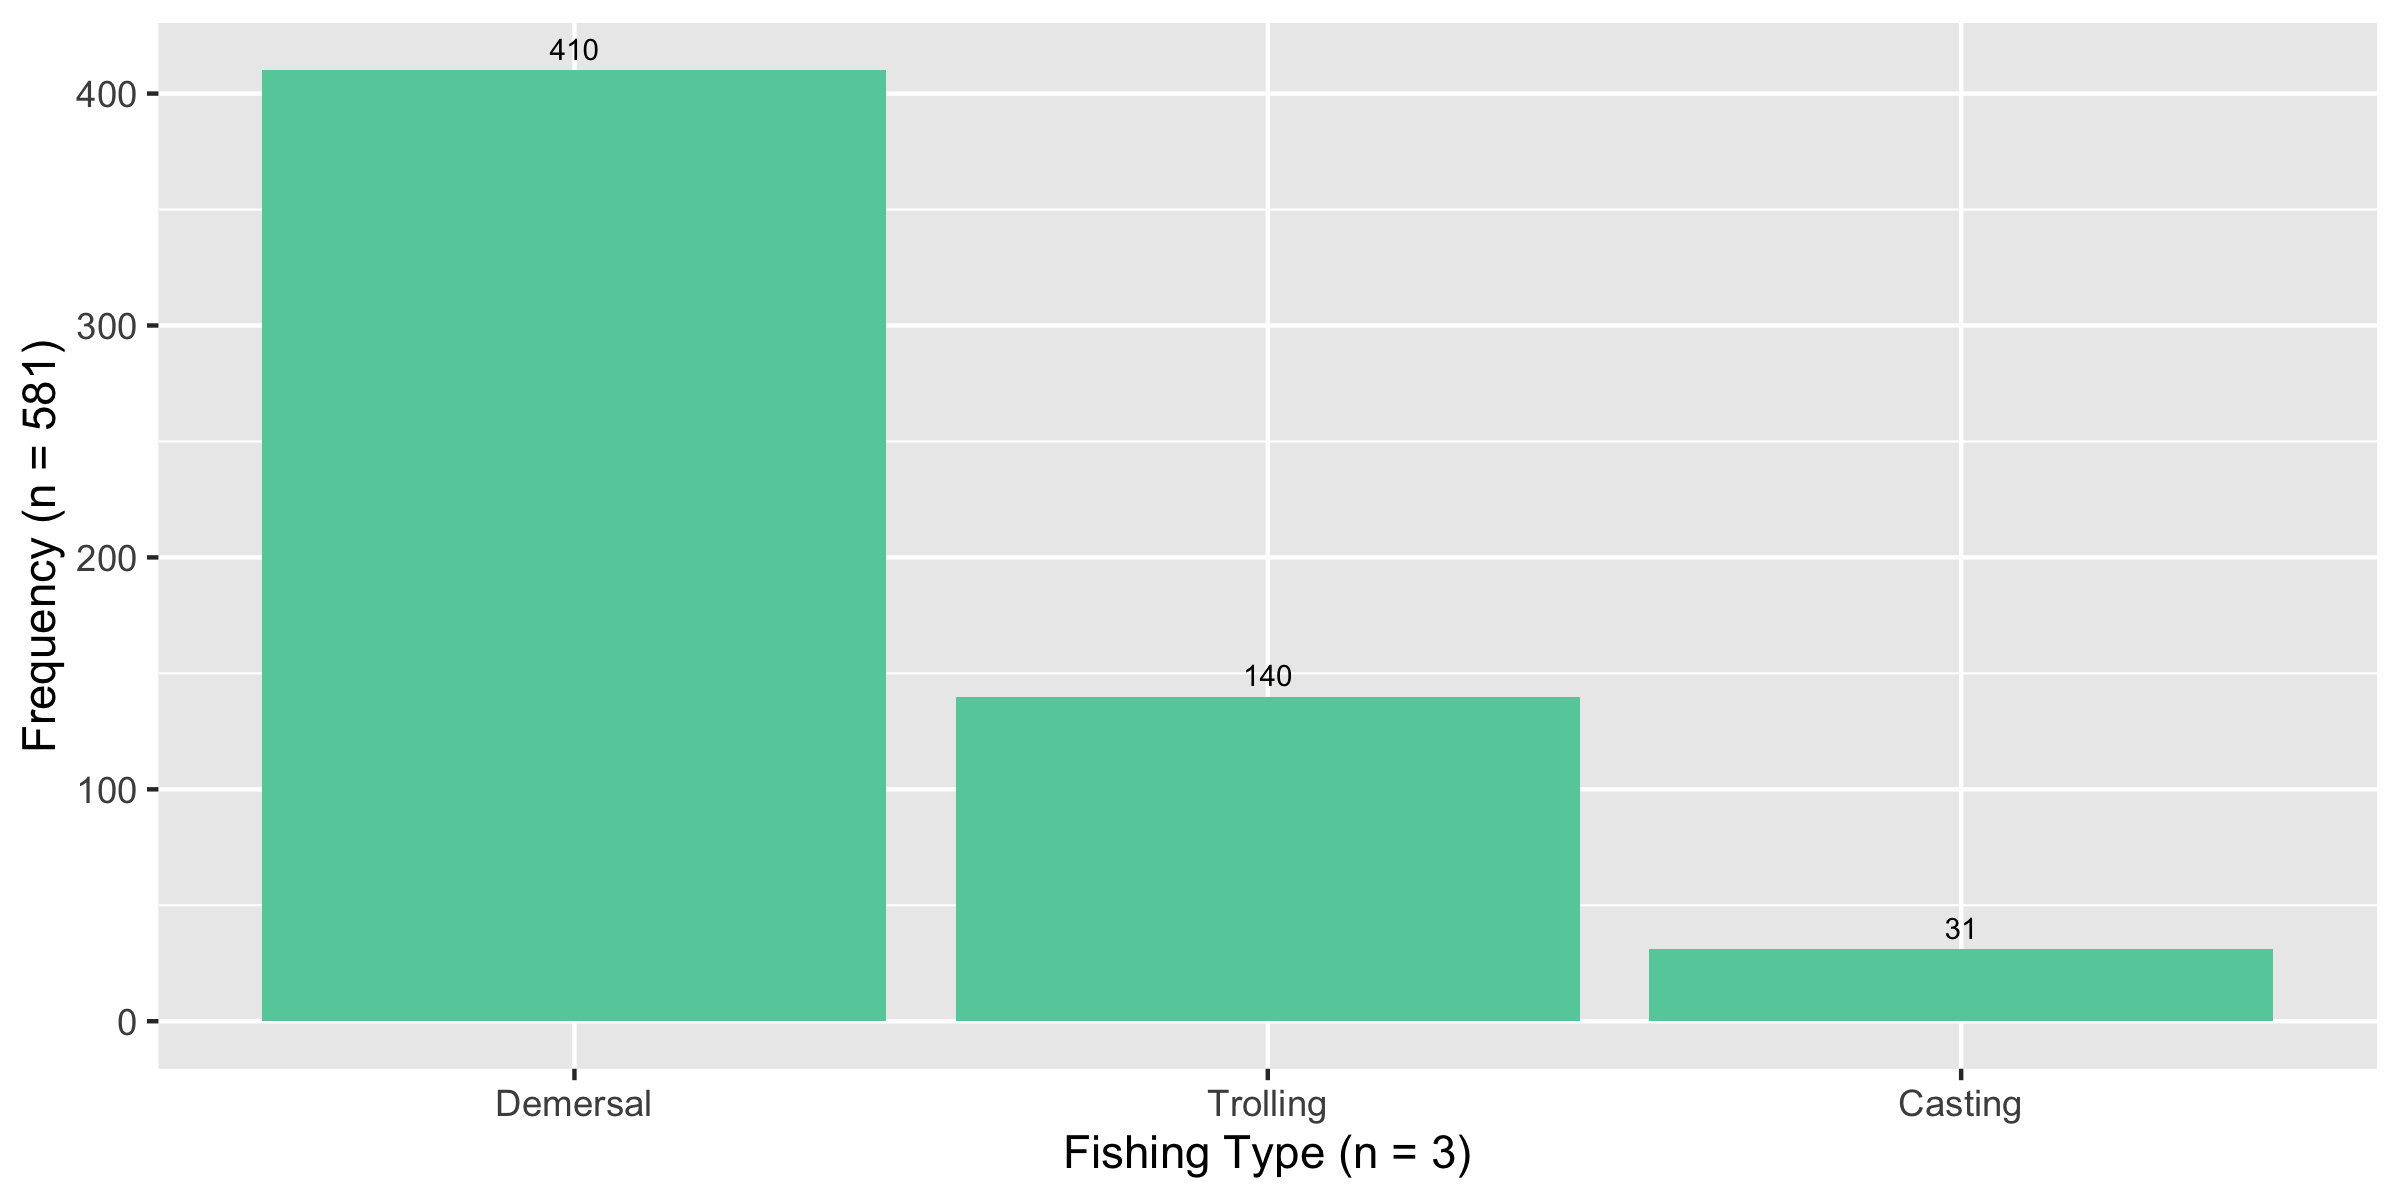 Frequency (n = 581)
400
300
200
100
0
410
140
31
Demersal
Trolling
Casting
Fishing Type (n = 3)